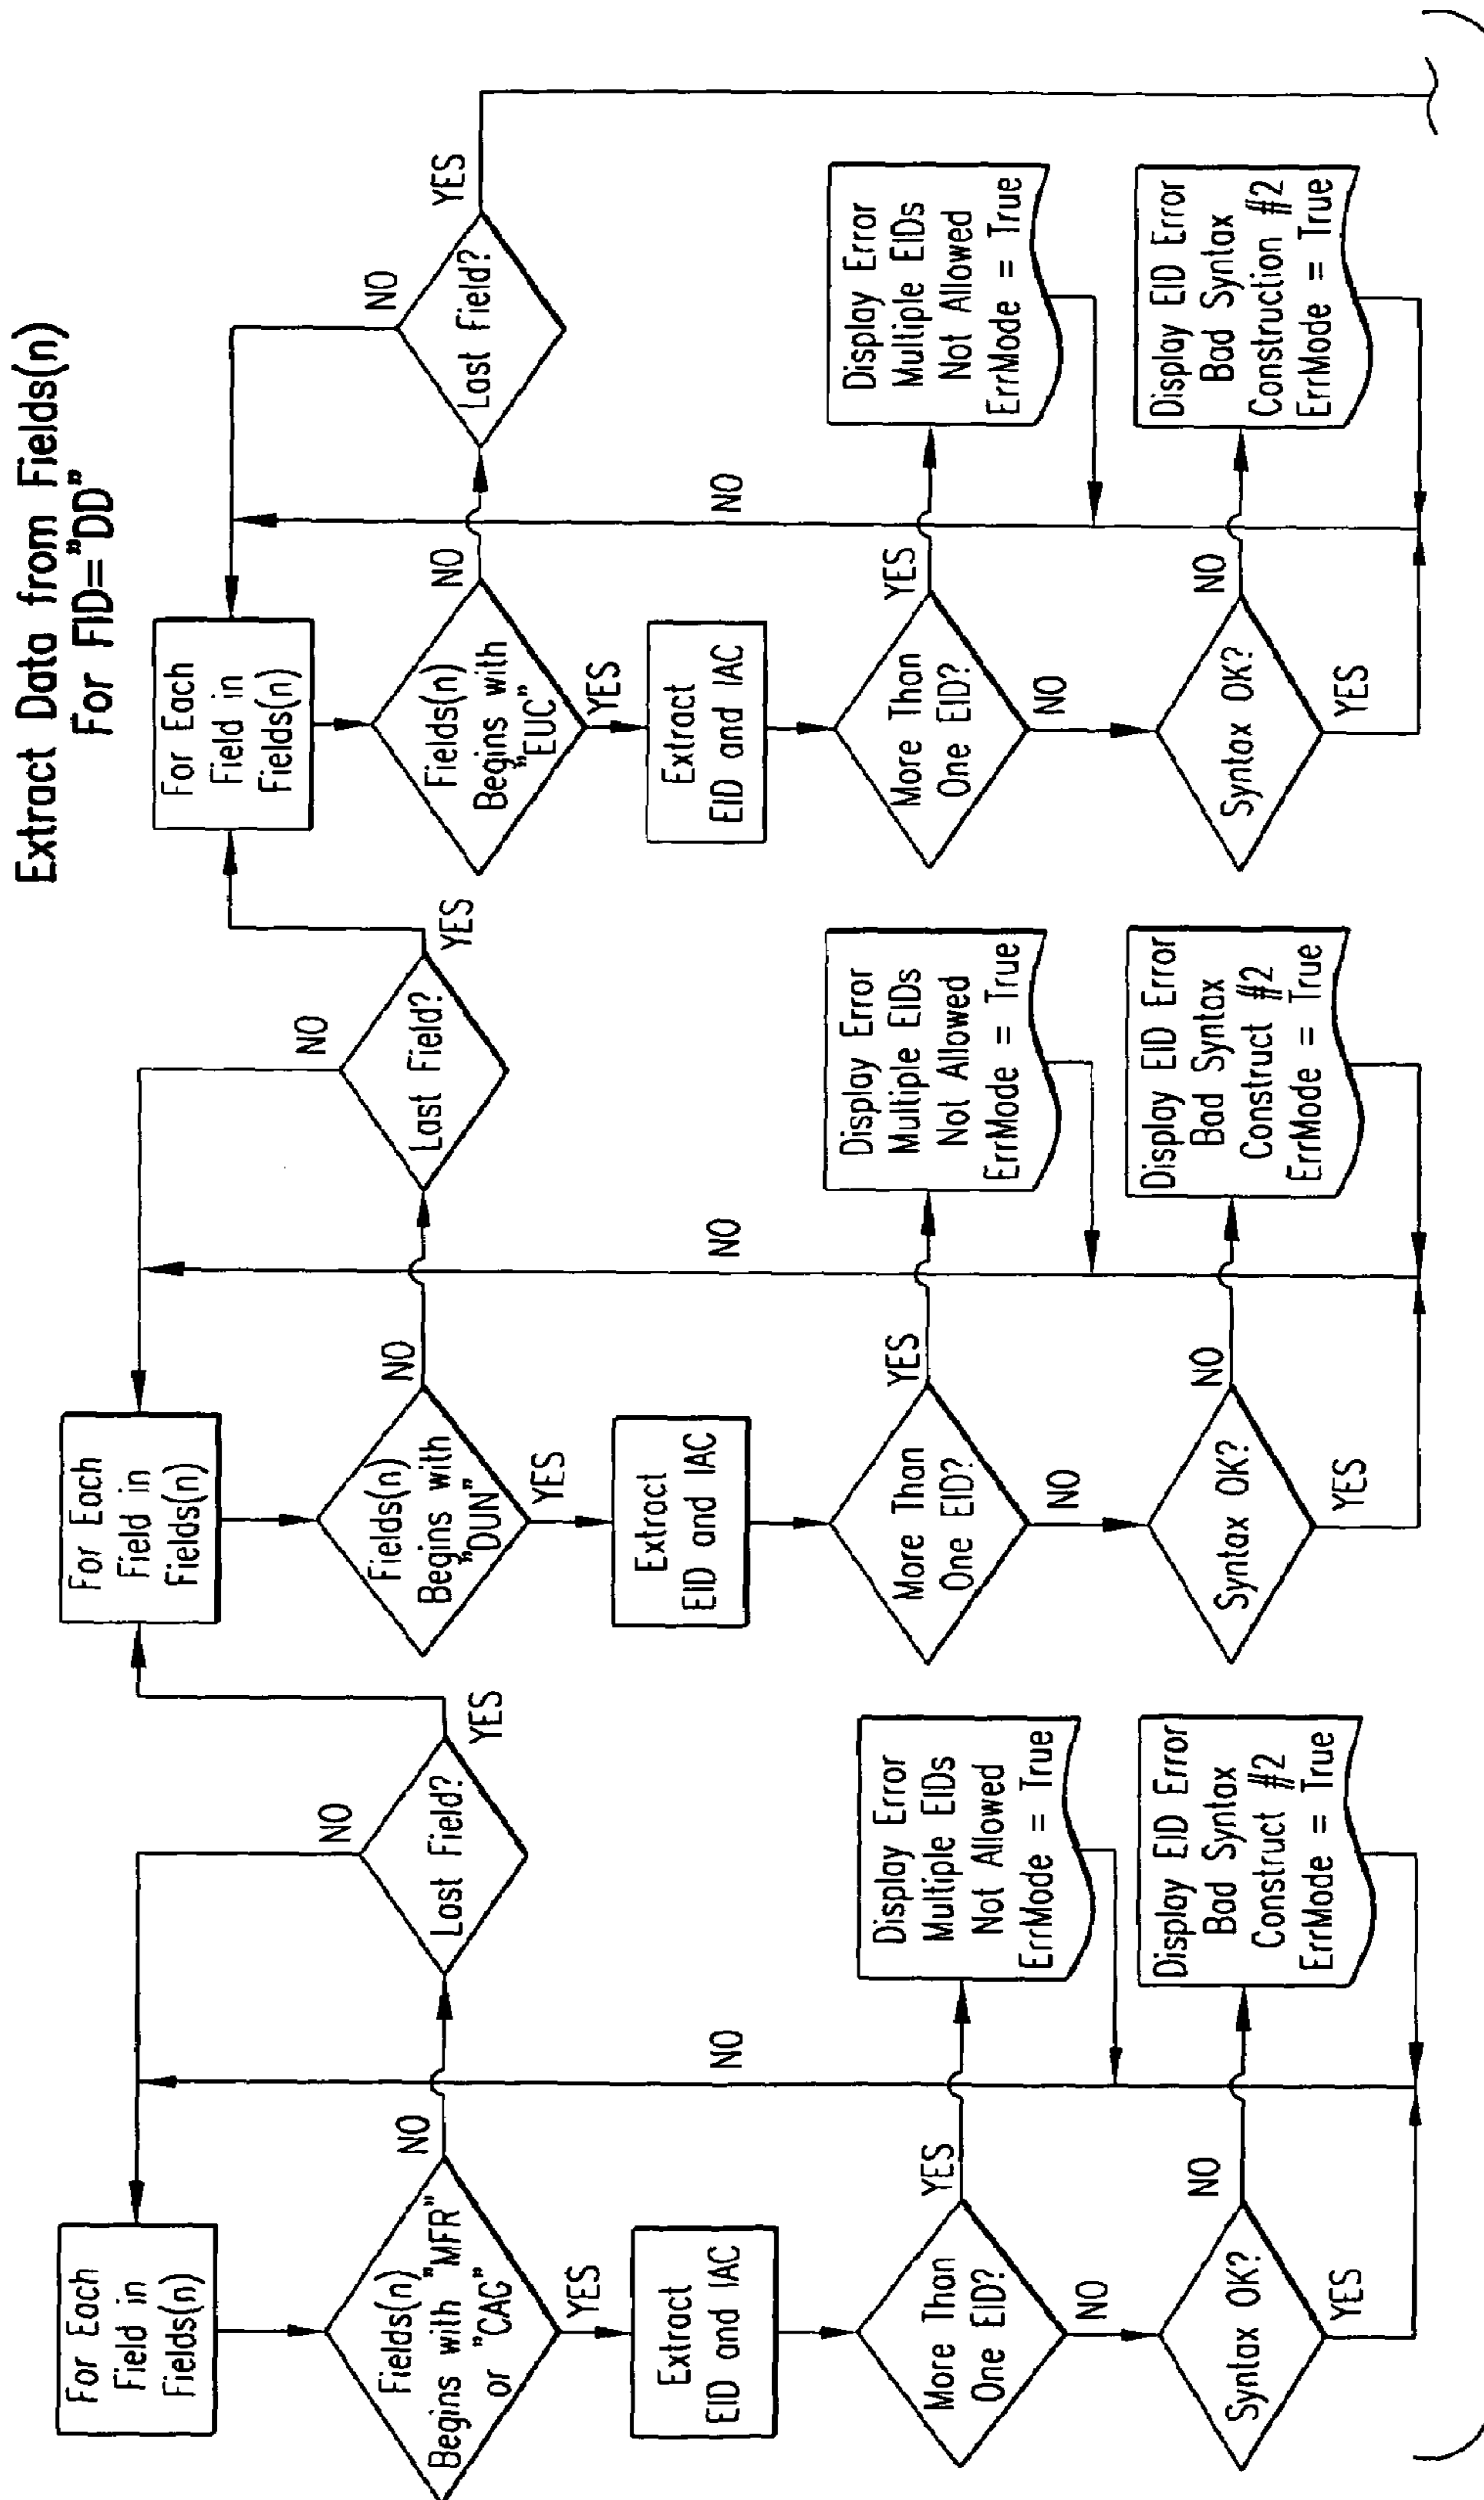 Extract Data from Fields(n)
For FID="DD"
For Each
Field in
Fields(n)
Fields(n)
Begins with "MFR"
or "CAC"
NO
YES
Last Field?
NO
YES
Extract
EID and IAC
NO
More Than
One EID?
YES
NO
Display Error
Multiple EIDs
Not Allowed
ErrMode = True
Syntax OK?
NO
YES
Display EID Error
Bad Syntax
Construct #2
ErrMode = True
For Each
Field in
Fields(n)
Fields(n)
Begins with
"DUN"
NO
YES
Last Field?
NO
YES
Extract
EID and IAC
NO
More Than
One EID?
YES
NO
Display Error
Multiple EIDs
Not Allowed
ErrMode = True
Syntax OK?
NO
YES
Display EID Error
Bad Syntax
Construct #2
ErrMode = True
For Each
Field in
Fields(n)
Fields(n)
Begins with
"EUC"
NO
YES
Last Field?
NO
YES
Extract
EID and IAC
NO
More Than
One EID?
YES
NO
Display Error
Multiple EIDs
Not Allowed
ErrMode = True
Syntax OK?
NO
YES
Display EID Error
Bad Syntax
Construction #2
ErrMode = True